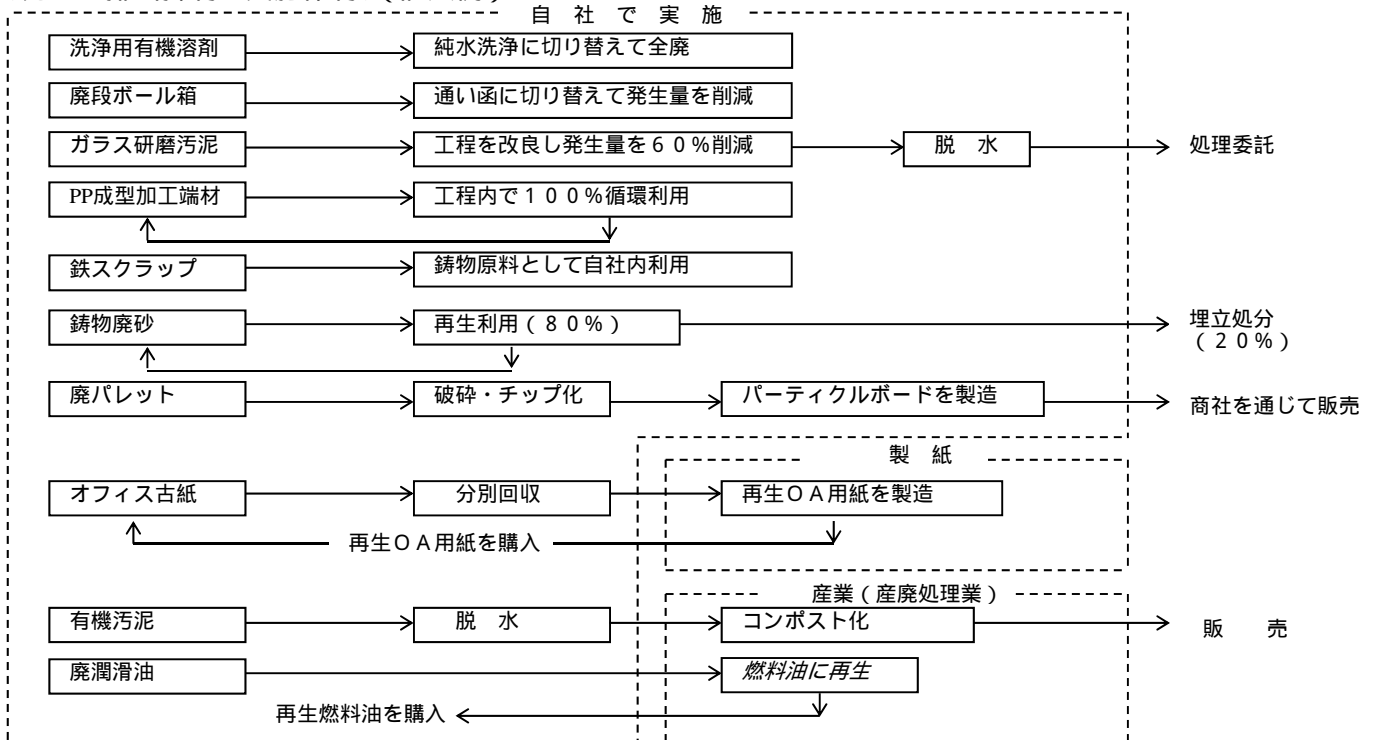 自　社　で　実　施
洗浄用有機溶剤
純水洗浄に切り替えて全廃
廃段ボール箱
通い函に切り替えて発生量を削減
ガラス研磨汚泥
工程を改良し発生量を６０％削減
脱　水
処理委託
PP成型加工端材
工程内で１００％循環利用
鉄スクラップ
鋳物原料として自社内利用
鋳物廃砂
再生利用（８０％）
埋立処分
（２０％）
廃パレット
破砕・チップ化
パーティクルボードを製造
商社を通じて販売
製　紙
オフィス古紙
分別回収
再生ＯＡ用紙を製造
再生ＯＡ用紙を購入
産業（産廃処理業）
有機汚泥
脱　水
コンポスト化
販　　売
廃潤滑油
燃料油に再生
再生燃料油を購入